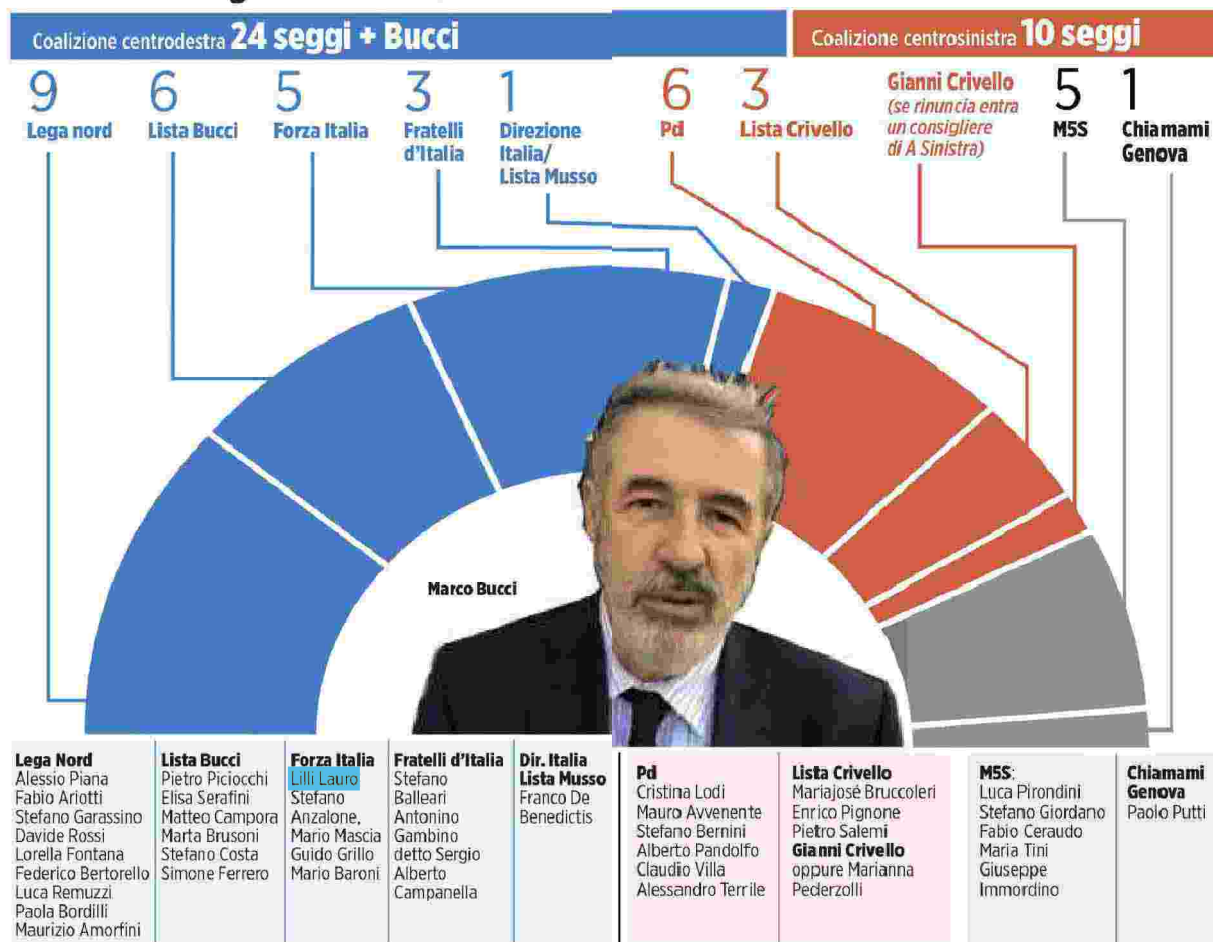 Coalizione centrodestra 24 seggi + Bucci
Coalizione centrosinistra 10 seggi
9
Lega nord
6
Lista Bucci
5
Forza Italia
3
Fratelli
d'Italia
1
Direzione
Italia/
Lista Musso
6
Pd
3
Lista Crivello
Gianni Crivello
(se rinuncia entra
un consigliere
di A Sinistra)
5
M5S
1
Chiamami
Genova
Marco Bucci
Lega Nord
Alessio Piana
Fabio Ariotti
Stefano Garassino
Davide Rossi
Lorella Fontana
Federico Bertorello
Luca Remuzzi
Paola Bordilli
Maurizio Amorfini
Lista Bucci
Pietro Piciocchi
Elisa Serafini
Matteo Campora
Marta Brusoni
Stefano Costa
Simone Ferrero
Forza Italia
Lilli Lauro
Stefano
Anzalone,
Mario Mascia
Guido Grillo
Mario Baroni
Fratelli d'Italia
Stefano
Balleari
Antonino
Gambino
detto Sergio
Alberto
Campanella
Dir. Italia
Lista Musso
Franco De
Benedictis
Pd
Cristina Lodi
Mauro Avvenente
Stefano Bernini
Alberto Pandolfo
Claudio Villa
Alessandro Terrile
Lista Crivello
Mariajosé Bruccoleri
Enrico Pignone
Pietro Salemi
Gianni Crivello
oppure Marianna
Pederzolli
M5S:
Luca Pirondini
Stefano Giordano
Fabio Ceraudo
Maria Tini
Giuseppe
Immordino
Chiamami
Genova
Paolo Putti